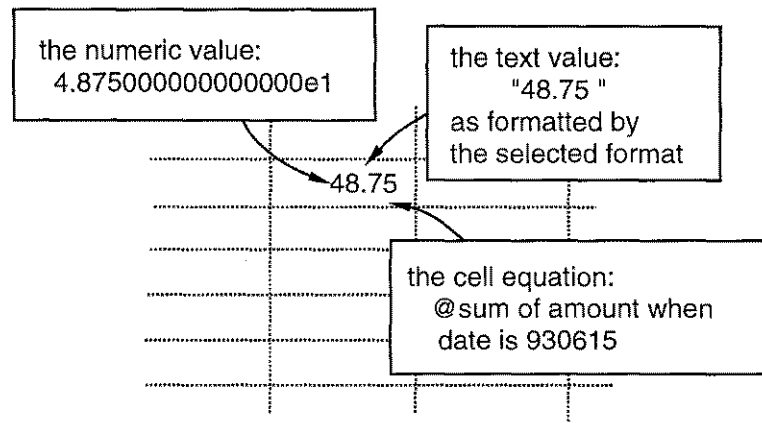 the numeric value:
4.875000000000000e1
the text value:
"48.75 "
as formatted by
the selected format
48.75
the cell equation:
@sum of amount when
date is 930615